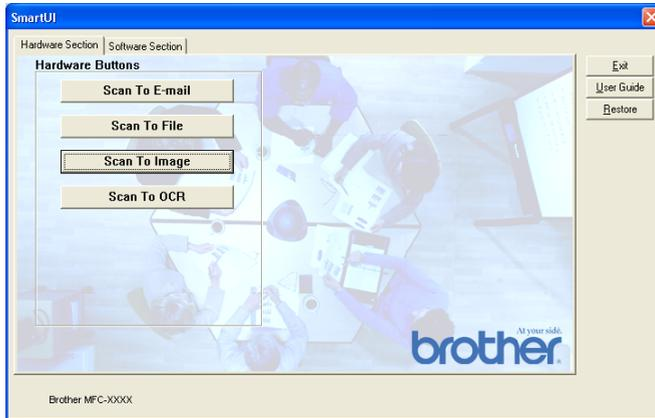 SmartUI
Hardware Section Software Section
Hardware Buttons
Scan To E-mail
Scan To File
Scan To Image
Scan To OCR
Exit
User Guide
Restore
At your side.
brother
Brother MFC-XXXX